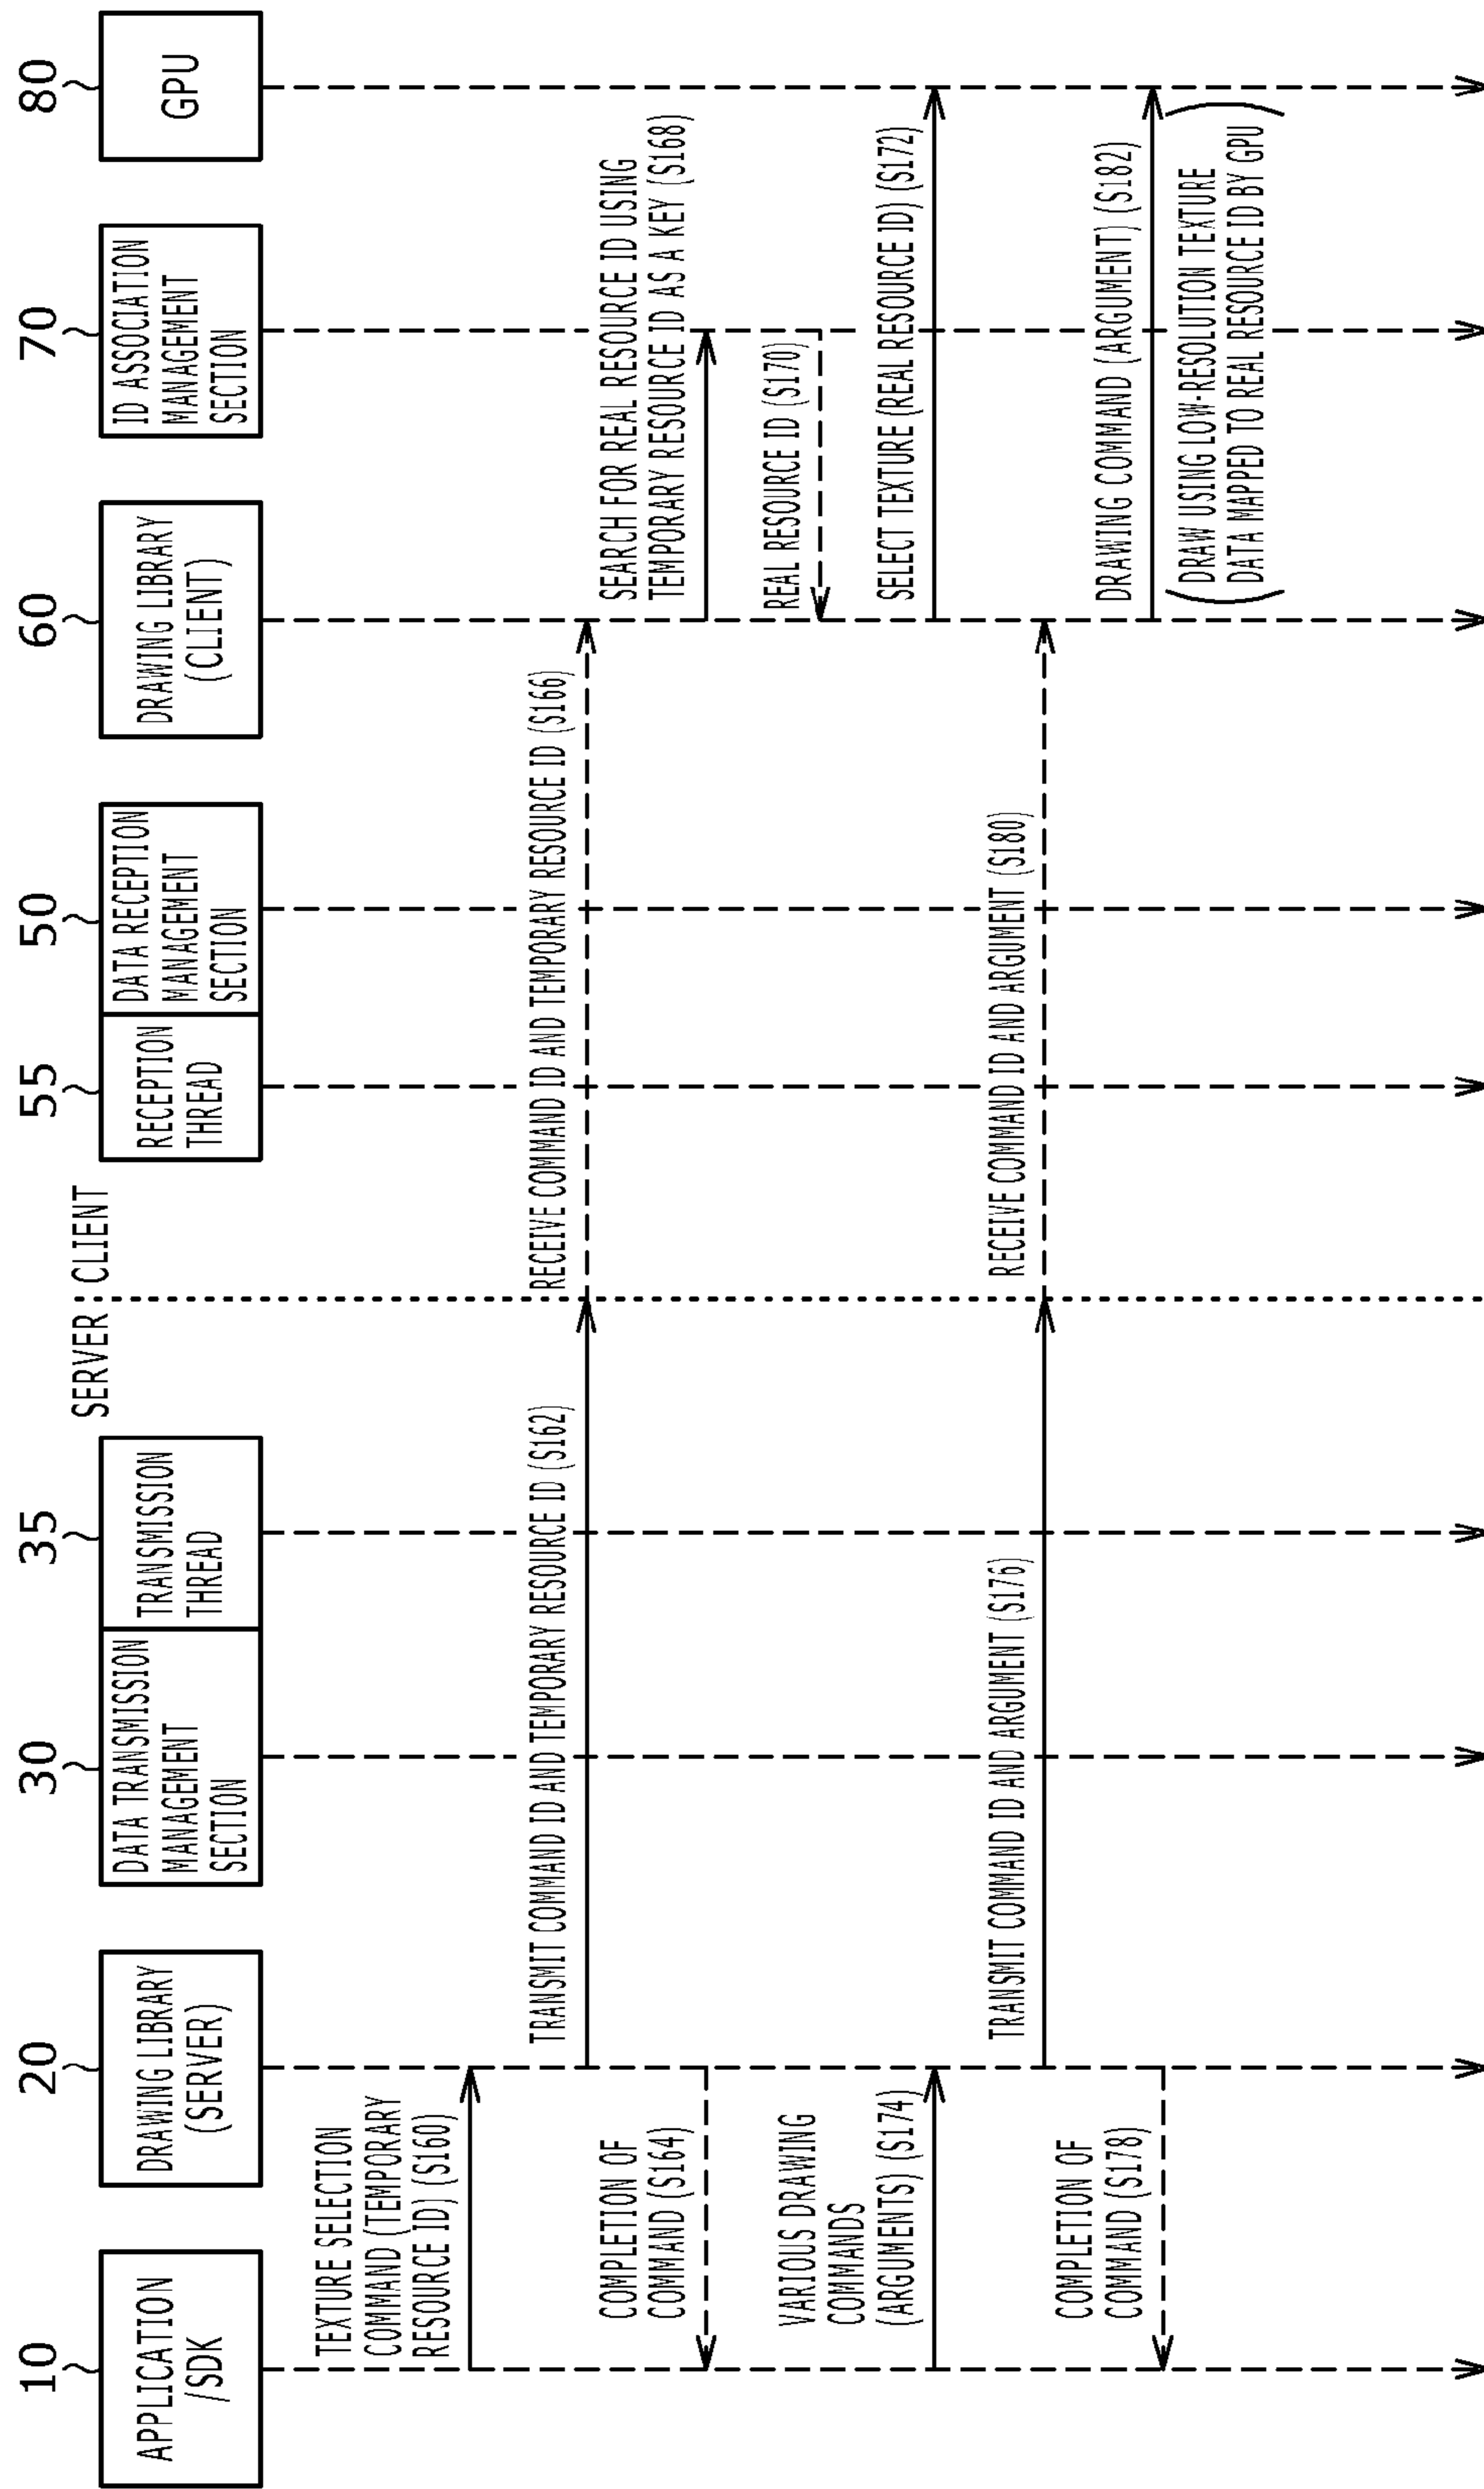 10
APPLICATION
/SDK
20
DRAWING LIBRARY
(SERVER)
30
DATA TRANSMISSION
MANAGEMENT
SECTION
35
TRANSMISSION
THREAD
SERVER
CLIENT
55
RECEPTION
THREAD
50
DATA RECEPTION
MANAGEMENT
SECTION
60
DRAWING LIBRARY
(CLIENT)
70
ID ASSOCIATION
MANAGEMENT
SECTION
80
GPU
TEXTURE SELECTION
COMMAND (TEMPORARY
RESOURCE ID) (S160)
TRANSMIT COMMAND ID AND TEMPORARY RESOURCE ID (S162)
RECEIVE COMMAND ID AND TEMPORARY RESOURCE ID (S166)
COMPLETION OF
COMMAND (S164)
SEARCH FOR REAL RESOURCE ID USING
TEMPORARY RESOURCE ID AS A KEY (S168)
REAL RESOURCE ID (S170)
VARIOUS DRAWING
COMMANDS
(ARGUMENTS) (S174)
SELECT TEXTURE (REAL RESOURCE ID) (S172)
TRANSMIT COMMAND ID AND ARGUMENT (S176)
RECEIVE COMMAND ID AND ARGUMENT (S180)
COMPLETION OF
COMMAND (S178)
DRAWING COMMAND (ARGUMENT) (S182)
(DRAW USING LOW-RESOLUTION TEXTURE
DATA MAPPED TO REAL RESOURCE ID BY GPU)